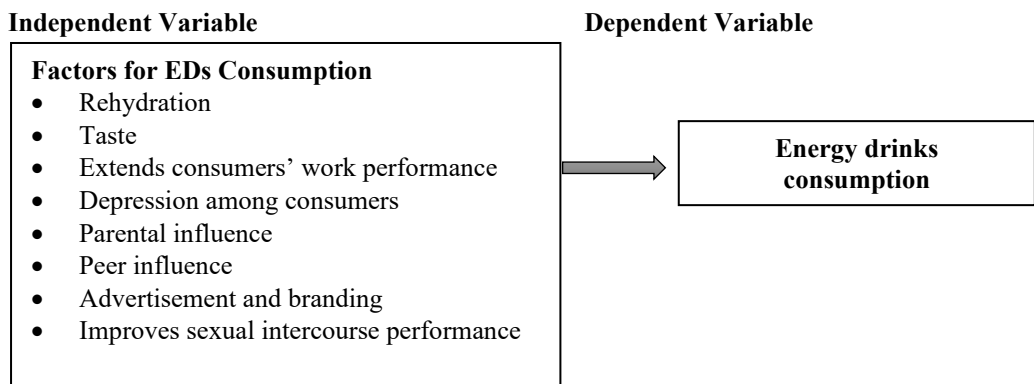 Independent Variable
Dependent Variable
Factors for EDs Consumption
• Rehydration
• Taste
• Extends consumers’ work performance
• Depression among consumers
• Parental influence
• Peer influence
• Advertisement and branding
• Improves sexual intercourse performance
Energy drinks
consumption